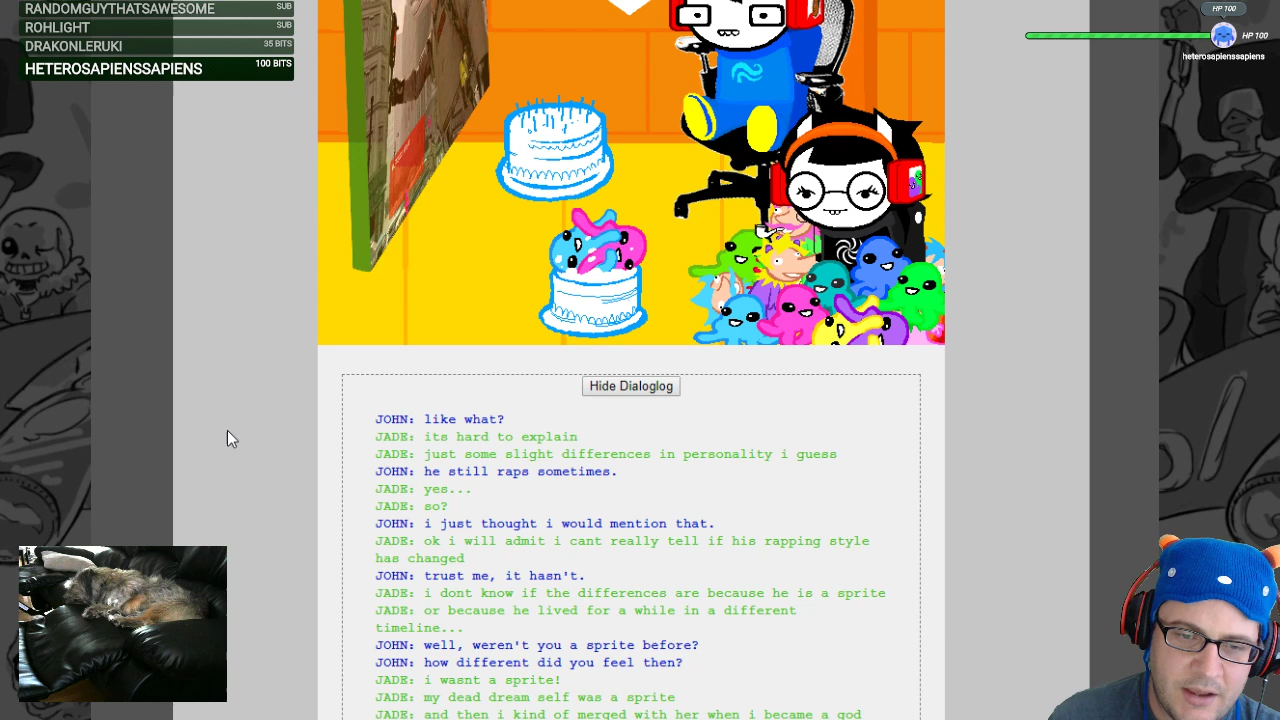 RANDOMGUYTHATSAWESOME SUB
ROHLIGHT SUB
DRAKONLERUKI 35 BITS
HETEROSAPIENSSAPIENS 100 BITS
HP 100
HP 100
heterosapienssapiens
Hide Dialoglog
JOHN: like what?
JADE: its hard to explain
JADE: just some slight differences in personality i guess
JOHN: he still raps sometimes.
JADE: yes...
JADE: so?
JOHN: i just thought i would mention that.
JADE: ok i will admit i cant really tell if his rapping style
has changed
JOHN: trust me, it hasn't.
JADE: i dont know if the differences are because he is a sprite
JADE: or because he lived for a while in a different
timeline...
JOHN: well, weren't you a sprite before?
JOHN: how different did you feel then?
JADE: i wasnt a sprite!
JADE: my dead dream self was a sprite
JADE: and then i kind of merged with her when i became a god